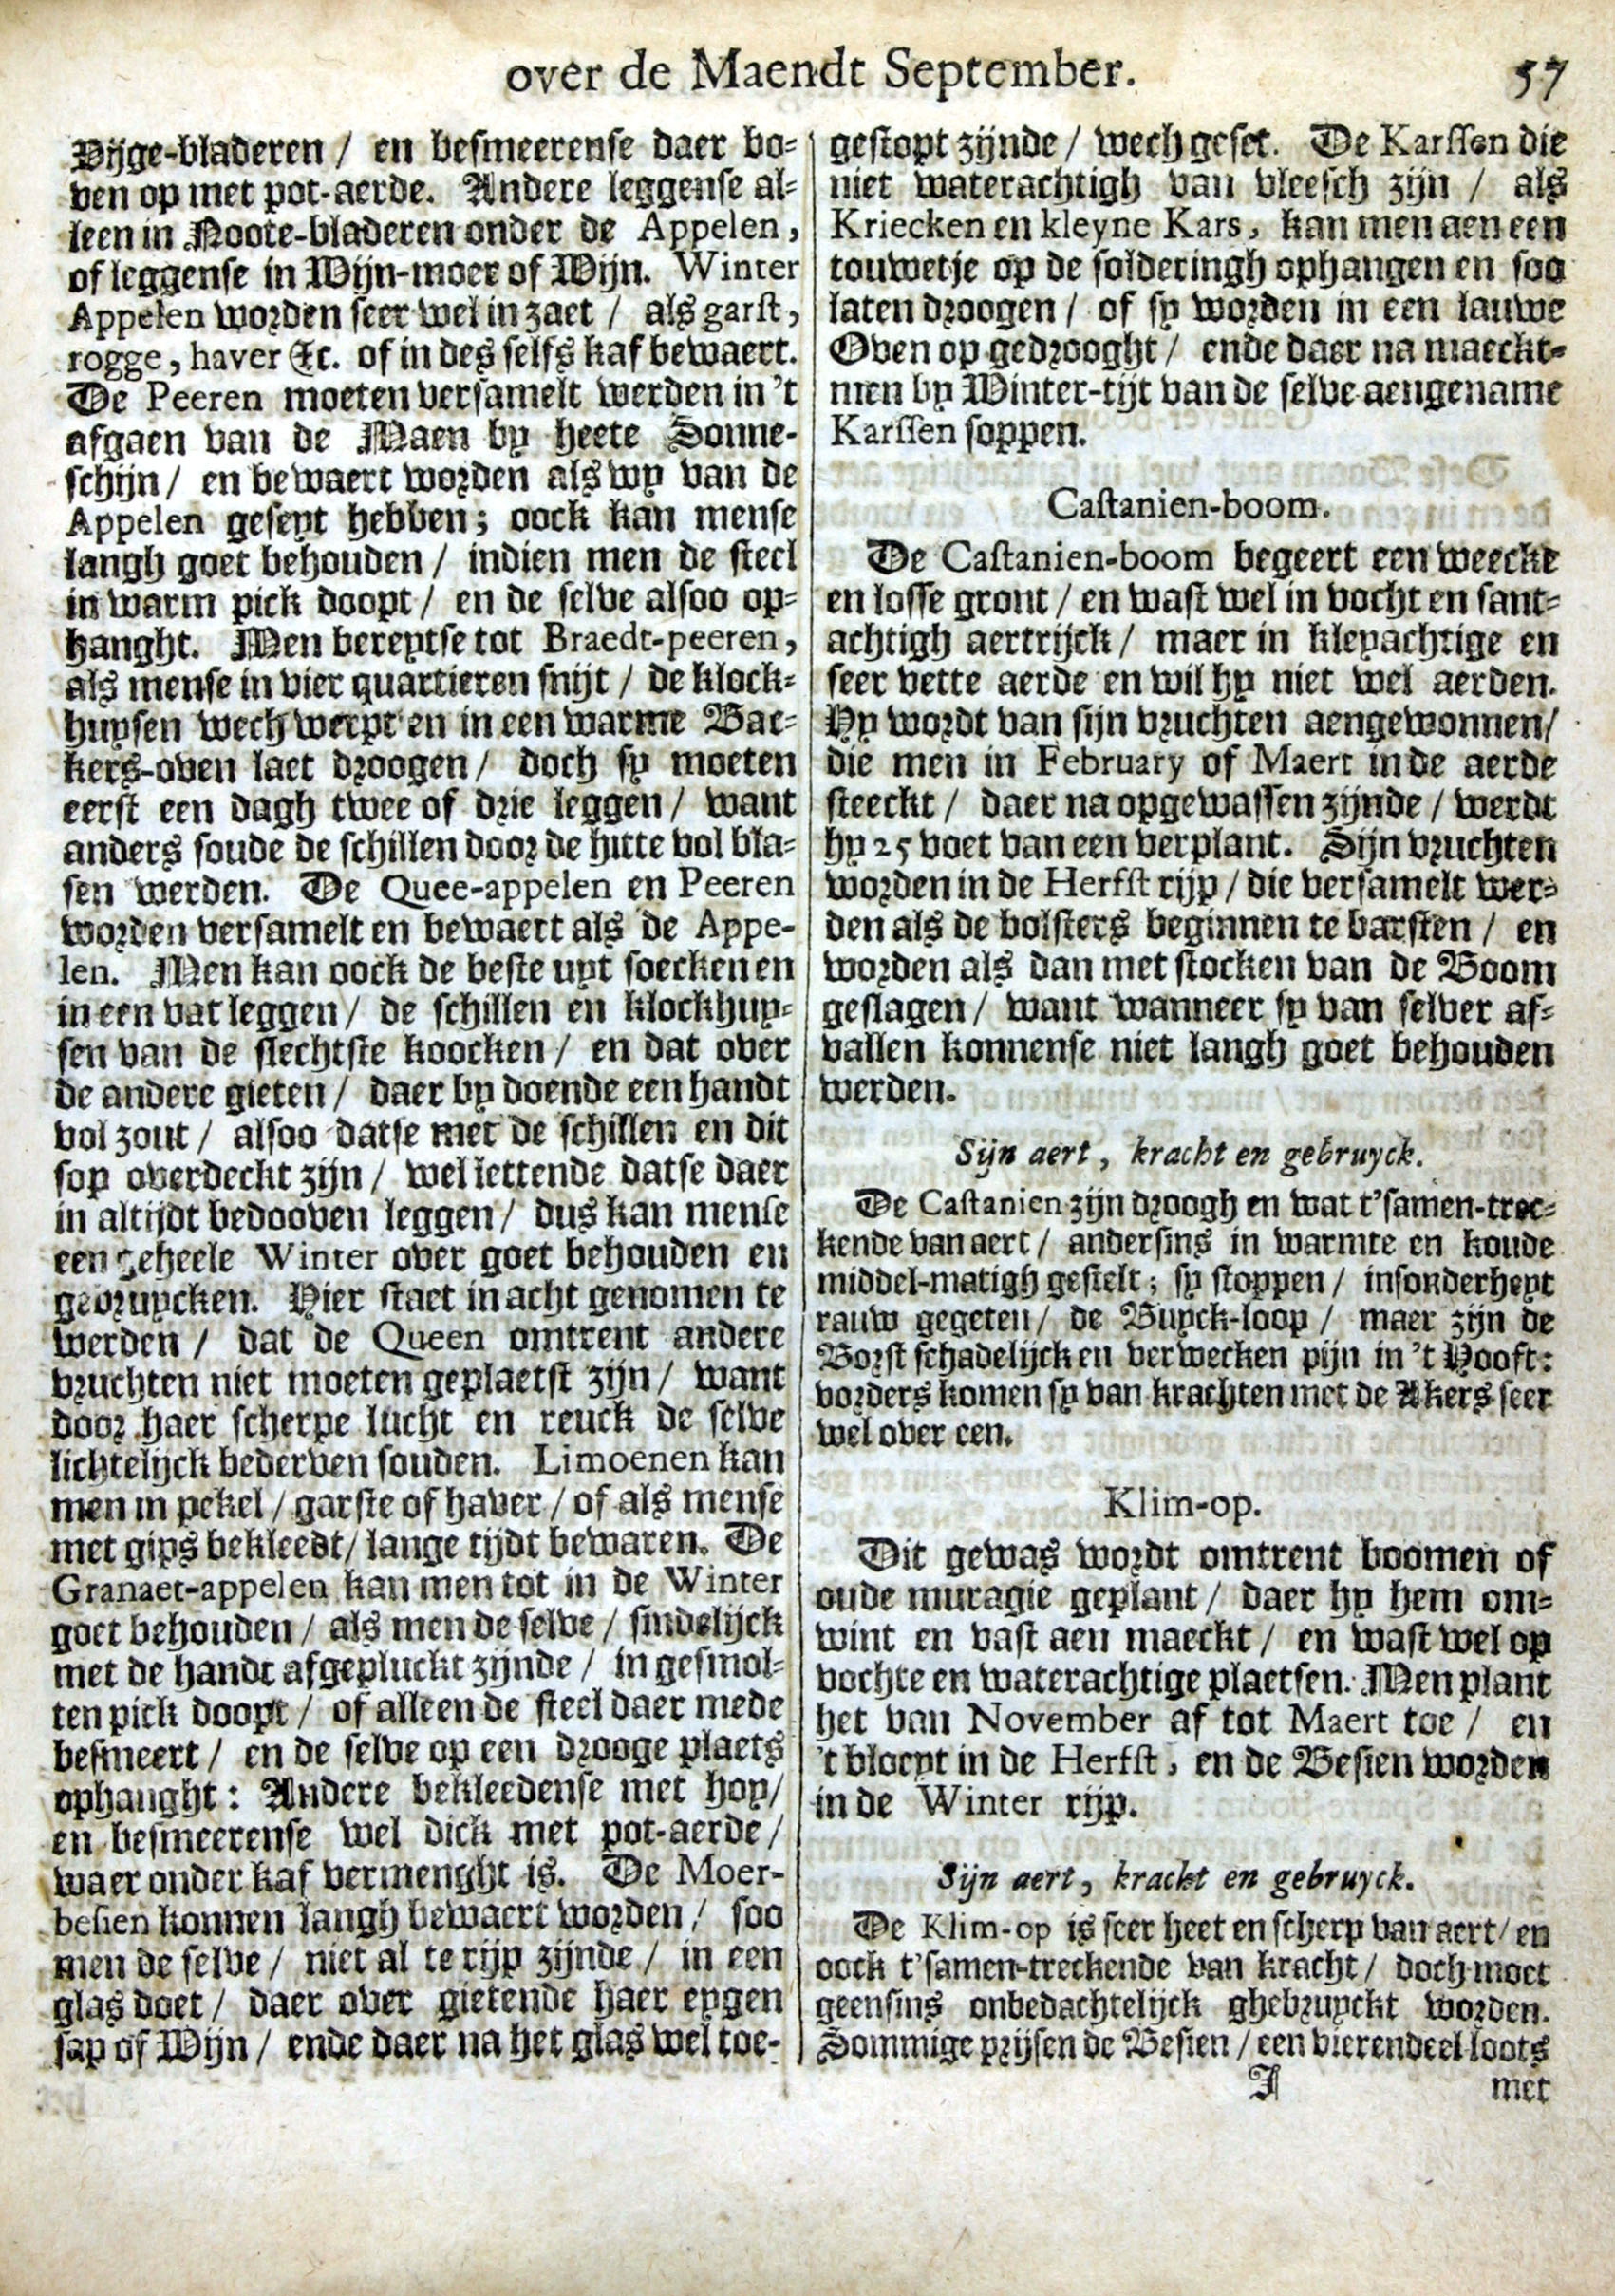 over de Maendt September. 57
Vijge-bladeren / en besmeerense daer bo-
ven op met pot-aerde. Andere leggense al-
leen in Noote-bladeren onder de Appelen,
of leggense in Wijn-moer of Wijn. Winter
Appelen worden seer wel in zaet / als garst,
rogge, haver &c. of in des selfs kaf bewaert.
De Peeren moeten versamelt werden in 't
afgaen van de Maen by heete Sonne-
schijn / en bewaert worden als wy van de
Appelen geseyt hebben; oock kan mense
langh goet behouden / indien men de steel
in warm pick doopt / en de selve alsoo op-
hanght. Men bereytse tot Braedt-peeren,
als mense in vier quartieren snijt / de klock-
huysen wech werpt en in een warme Bac-
kers-oven laet droogen / doch sy moeten
eerst een dagh twee of drie leggen / want
anders soude de schillen door de hitte vol bla-
sen werden. De Quee-appelen en Peeren
worden versamelt en bewaert als de Appe-
len. Men kan oock de beste uyt soecken en
in een vat leggen / de schillen en klockhuy-
sen van de slechtste koocken / en dat over
de andere gieten / daer by doende een handt
vol zout / alsoo datse met de schillen en dit
sop overdeckt zijn / wel lettende datse daer
in altijdt bedooven leggen / dus kan mense
een geheele Winter over goet behouden en
gebruycken. Hier staet in acht genomen te
werden / dat de Queen omtrent andere
vruchten niet moeten geplaetst zijn / want
door haer scherpe lucht en reuck de selve
lichtelijck bederven souden. Limoenen kan
men in pekel / garste of haver / of als mense
met gips bekleedt / lange tijdt bewaren. De
Granaet-appelen kan men tot in de Winter
goet behouden / als men de selve / sindelijck
met de handt afgepluckt zijnde / in gesmol-
ten pick doopt / of alleen de steel daer mede
besmeert / en de selve op een drooge plaets
ophanght: Andere bekleedense met hoy /
en besmeerense wel dick met pot-aerde /
waer onder kaf vermenght is. De Moer-
besien konnen langh bewaert worden / soo
men de selve / niet al te rijp zijnde / in een
glas doet / daer over gietende haer eygen
sap of Wijn / ende daer na het glas wel toe-
gestopt zijnde / wech geset. De Karssen die
niet waterachtigh van vleesch zijn / als
Kriecken en kleyne Kars, kan men aen een
touwetje op de solderingh ophangen en soo
laten droogen / of sy worden in een lauwe
Oven op gedrooght / ende daer na maeckt-
men by Winter-tijt van de selve aengename
Karssen soppen.
Castanien-boom.
De Castanien-boom begeert een weecke
en losse gront / en wast wel in vocht en sant-
achtigh aertrijck / maer in kleyachtige en
seer vette aerde en wil hy niet wel aerden.
Hy wordt van sijn vruchten aengewonnen /
die men in February of Maert in de aerde
steeckt / daer na opgewassen zijnde / werdt
hy 25 voet van een verplant. Sijn vruchten
worden in de Herfst rijp / die versamelt wer-
den als de bolsters beginnen te barsten / en
worden als dan met stocken van de Boom
geslagen / want wanneer sy van selver af-
vallen konnense niet langh goet behouden
werden.
Sijn aert, kracht en gebruyck.
De Castanien zijn droogh en wat t'samen-trec-
kende van aert / andersins in warmte en koude
middel-matigh gestelt; sy stoppen / insonderheyt
rauw gegeten / de Buyck-loop / maer zijn de
Borst schadelijck en verwecken pijn in 't Hooft:
vorders komen sy van krachten met de Akers seer
wel over een.
Klim-op.
Dit gewas wordt omtrent boomen of
oude muragie geplant / daer hy hem om-
wint en vast aen maeckt / en wast wel op
vochte en waterachtige plaetsen. Men plant
het van November af tot Maert toe / en
't bloeyt in de Herfst, en de Besien worden
in de Winter rijp.
Sijn aert, kracht en gebruyck.
De Klim-op is seer heet en scherp van aert / en
oock t'samen-treckende van kracht / doch moet
geensins onbedachtelijck ghebruyckt worden.
Sommige prijsen de Besien / een vierendeel loots
I met